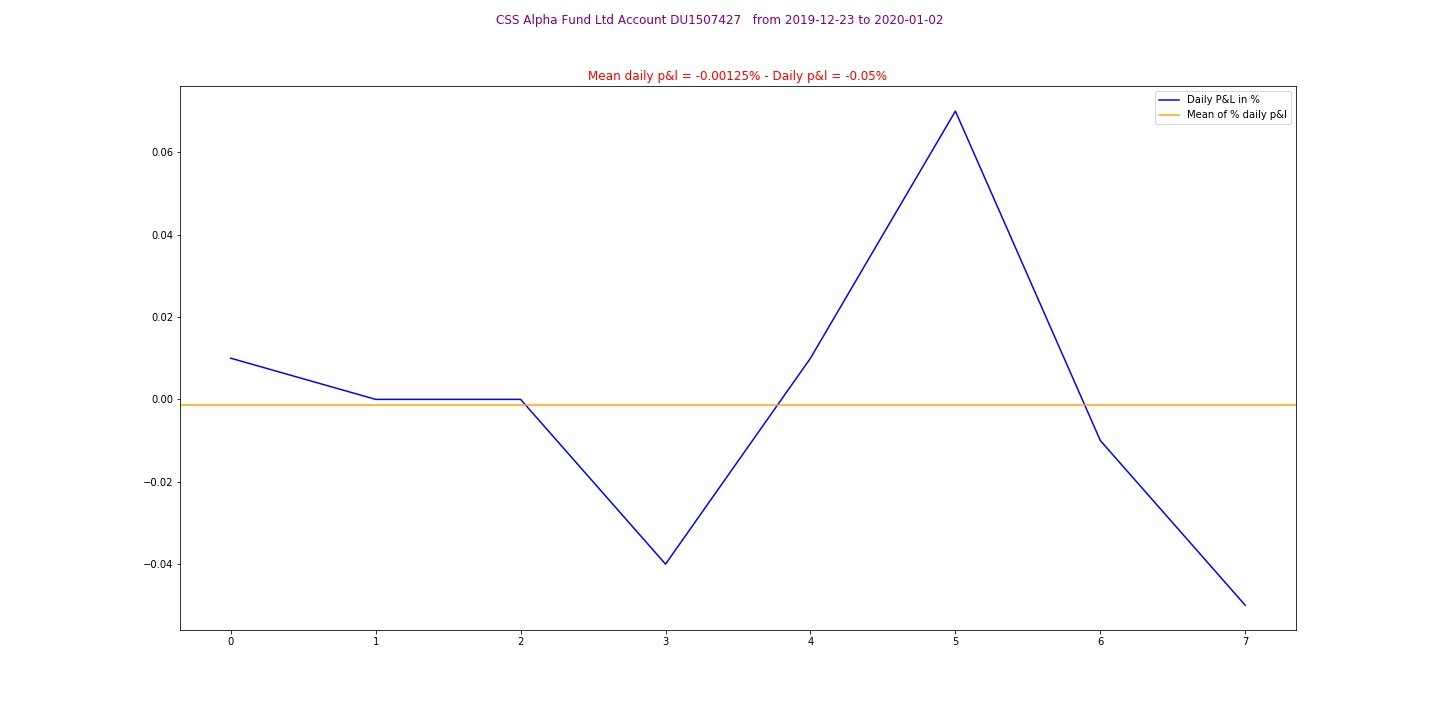 CSS Alpha Fund Ltd Account DU1507427   from 2019-12-23 to 2020-01-02
Mean daily p&l = -0.00125% - Daily p&l = -0.05%
Daily P&L in %
Mean of % daily p&l
0.06
0.04
0.02
0.00
−0.02
−0.04
0 1 2 3 4 5 6 7